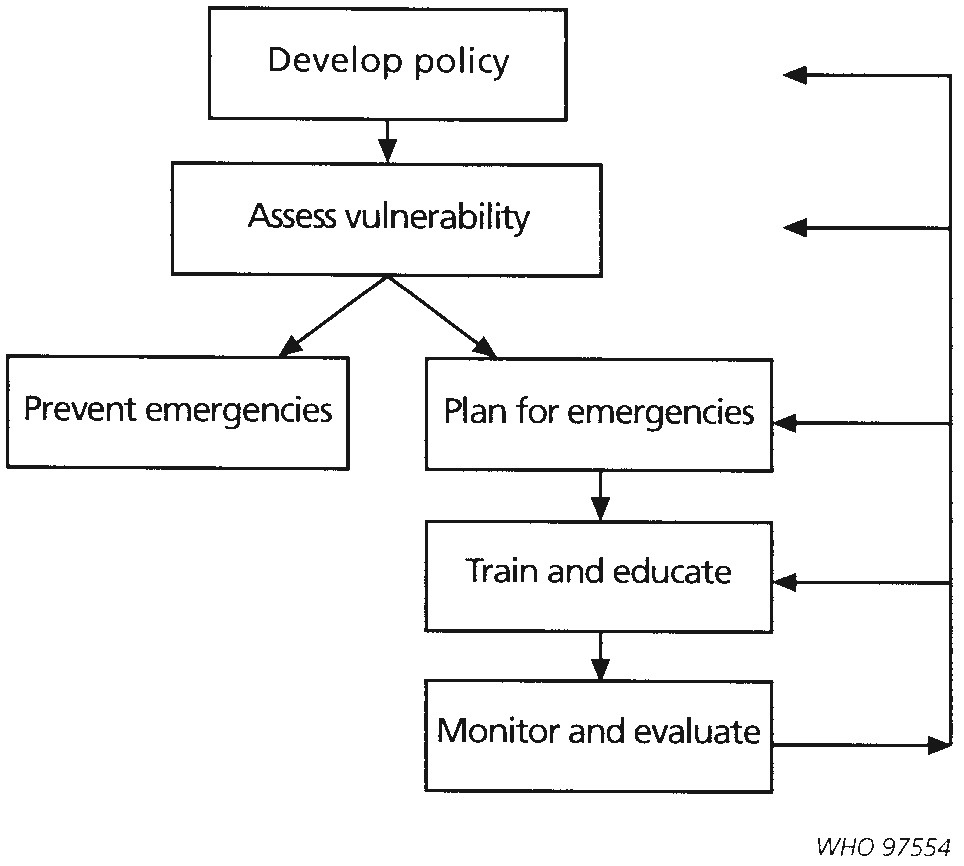 Develop policy
Assess vulnerability
Prevent emergencies
Plan for emergencies
Train and educate
Monitor and evaluate
WHO 97554